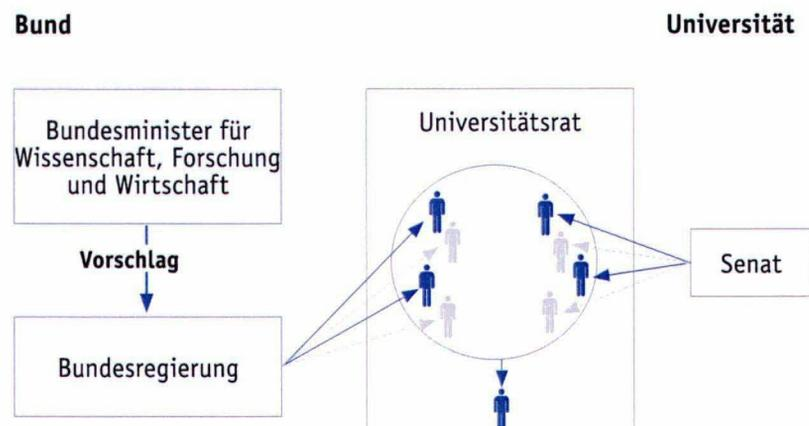 Bund
Universität
Bundesminister für
Wissenschaft, Forschung
und Wirtschaft
Vorschlag
Bundesregierung
Universitätsrat
Senat